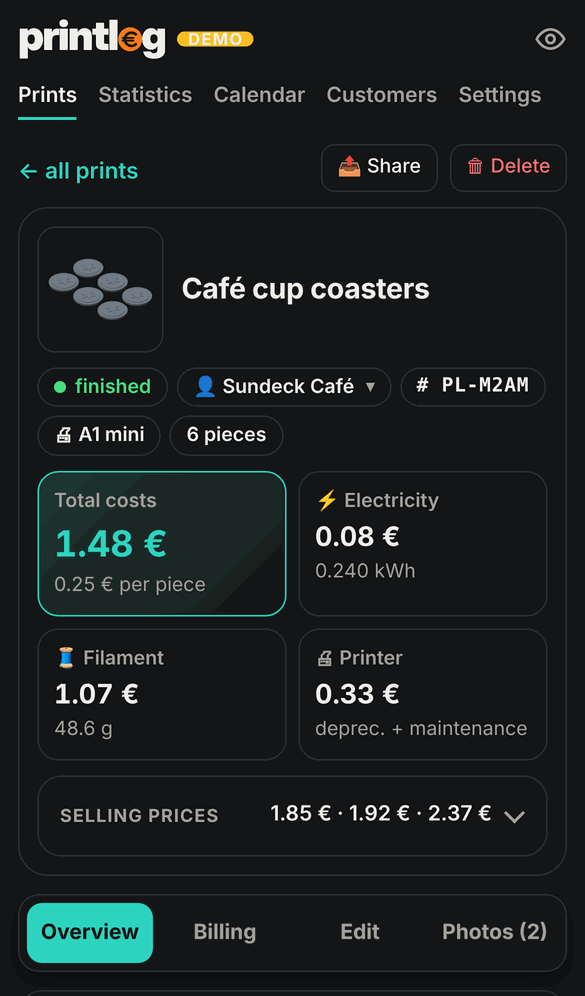 printlog DEMO
Prints Statistics Calendar Customers Settings
← all prints
📤 Share
🗑 Delete
Café cup coasters
● finished
👤 Sundeck Café ▼
# PL-M2AM
🖨 A1 mini
6 pieces
Total costs
1.48 €
0.25 € per piece
⚡ Electricity
0.08 €
0.240 kWh
🧵 Filament
1.07 €
48.6 g
🖨 Printer
0.33 €
deprec. + maintenance
SELLING PRICES 1.85 € · 1.92 € · 2.37 €
Overview Billing Edit Photos (2)